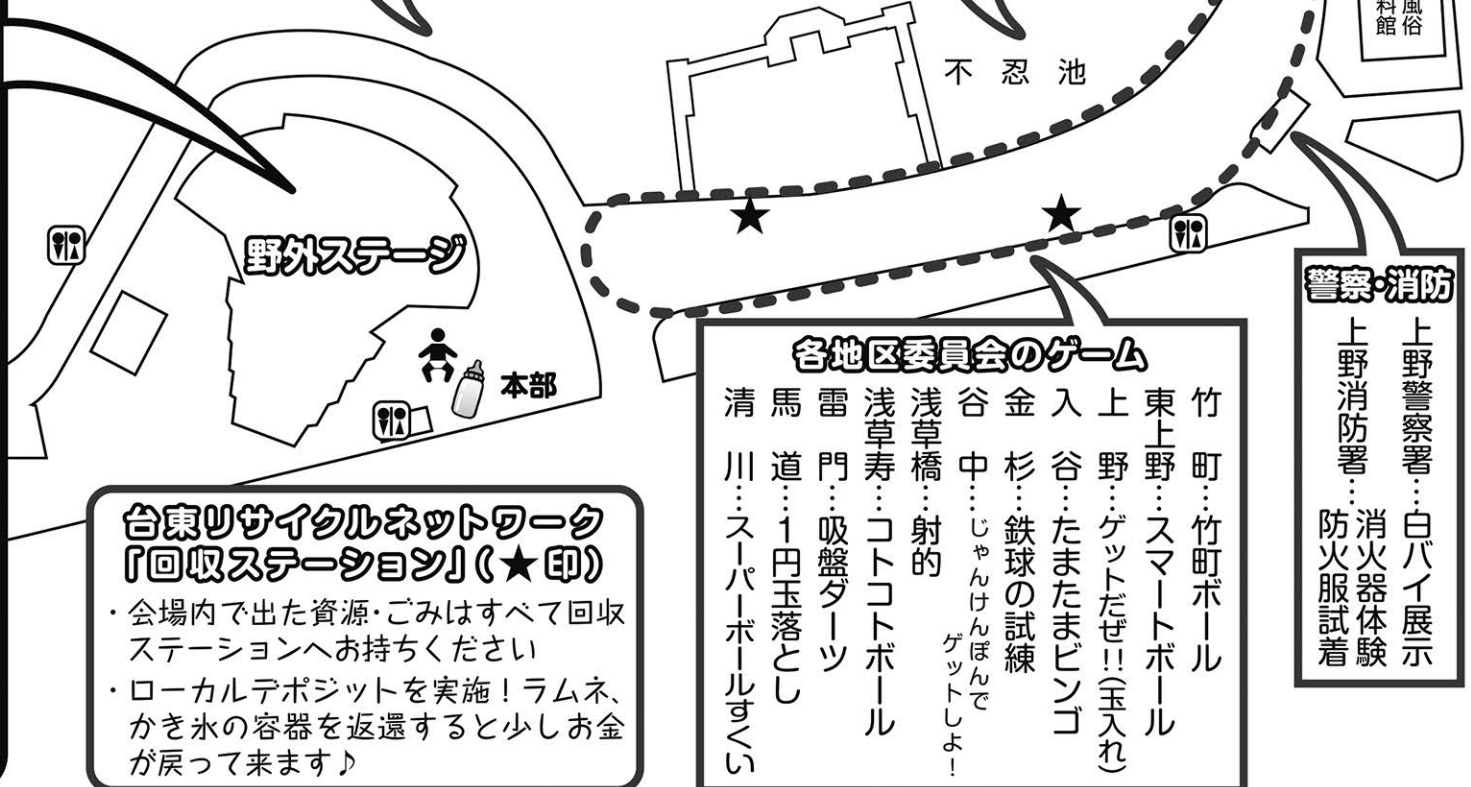 風俗
料館
不忍池
野外ステージ
本部
警察・消防
上野警察署…白バイ展示
上野消防署…消火器体験
防火服試着
各地区委員会のゲーム
竹町…竹町ボール
東上野…スマートボール
上野…ゲットだぜ!!(玉入れ)
入谷…たまたまビンゴ
金杉…鉄球の試練
谷中…じゃんけんぽんで
ゲットしよ!
浅草橋…射的
浅草寿…コトコトボール
雷門…吸盤ダーツ
馬道…1円玉落とし
清川…スーパーボールすくい
台東リサイクルネットワーク
「回収ステーション」(★印)
・会場内で出た資源・ごみはすべて回収
ステーションへお持ちください
・ローカルデポジットを実施!ラムネ、
かき氷の容器を返還すると少しお金
が戻って来ます♪